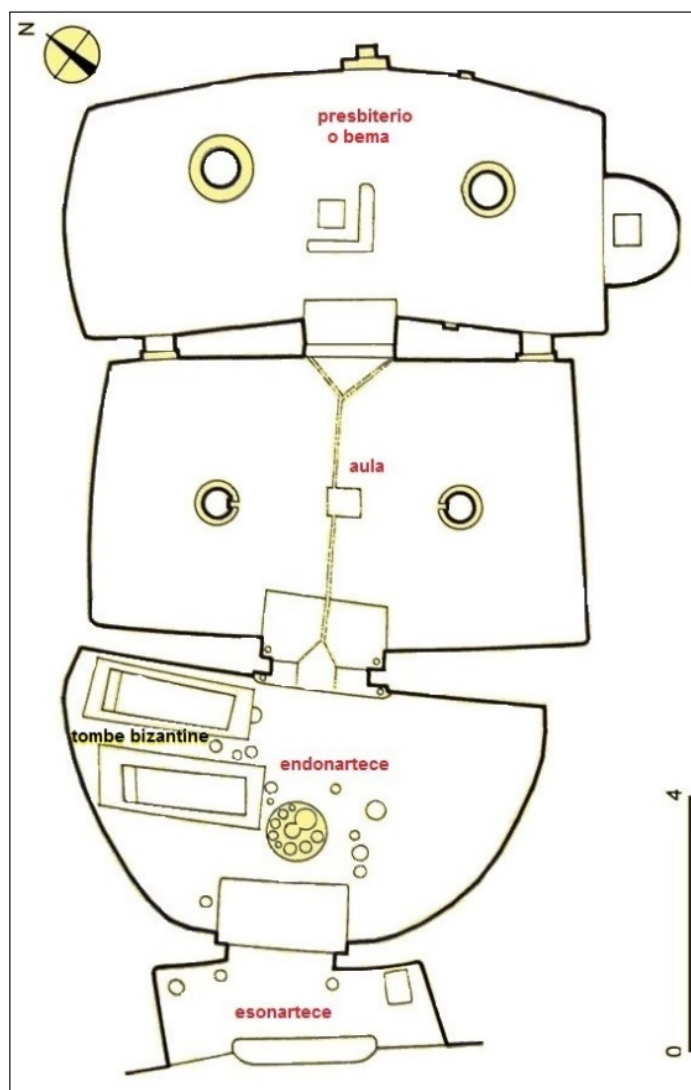 N
presbiterio
o bema
aula
tombe bizantine
endonartece
esonartece
4
0